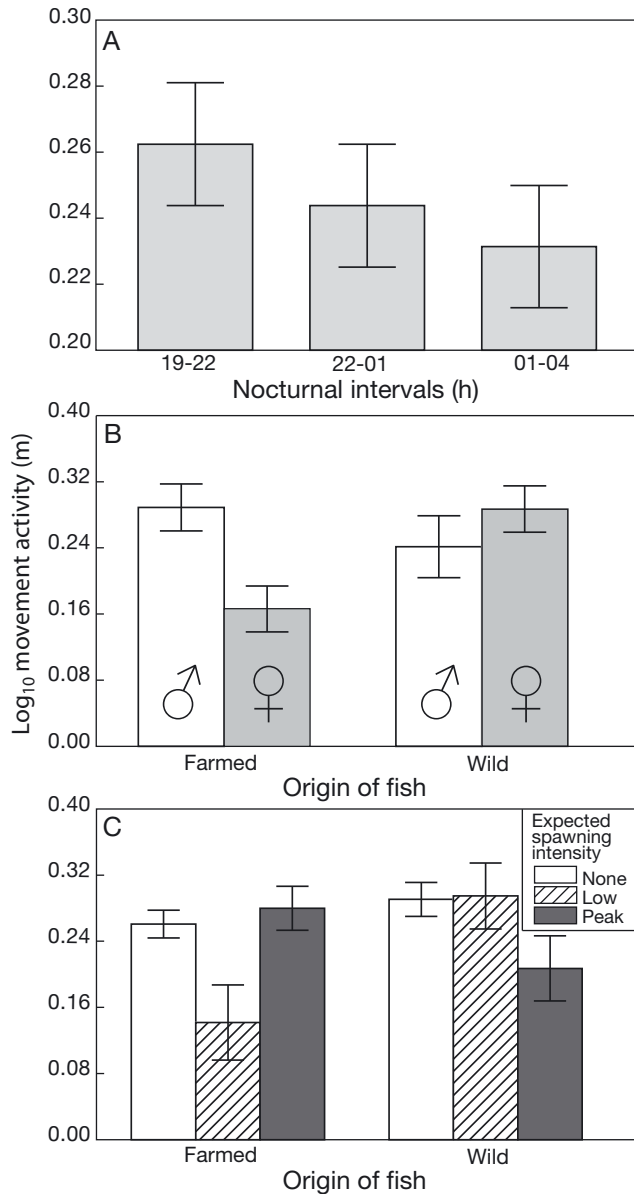 Log10 movement activity (m)
A
0.30
0.28
0.26
0.24
0.22
0.20
19-22 22-01 01-04
Nocturnal intervals (h)
B
0.40
0.32
0.24
0.16
0.08
0.00
♂ ♀ ♂ ♀
Farmed Wild
Origin of fish
C
0.40
0.32
0.24
0.16
0.08
0.00
Expected
spawning
intensity
None
Low
Peak
Farmed Wild
Origin of fish